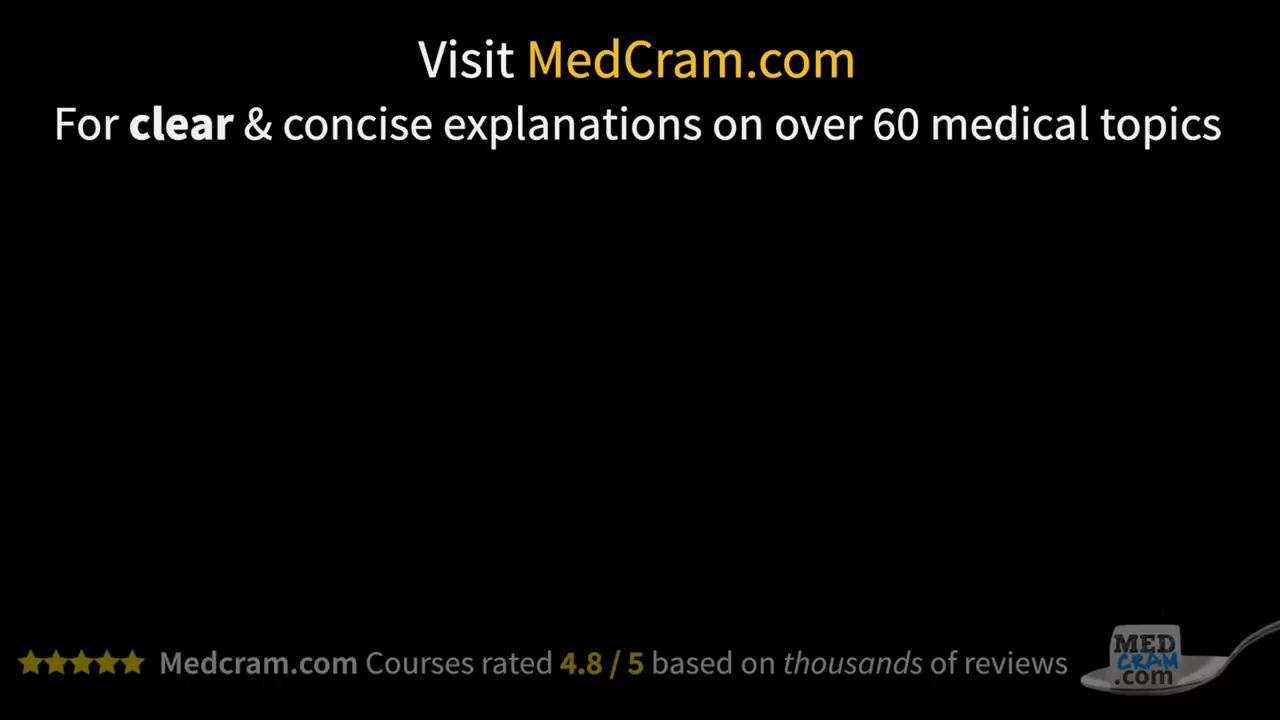 Visit MedCram.com
For clear & concise explanations on over 60 medical topics
Medcram.com Courses rated 4.8 / 5 based on thousands of reviews
MED
CRAM
.com